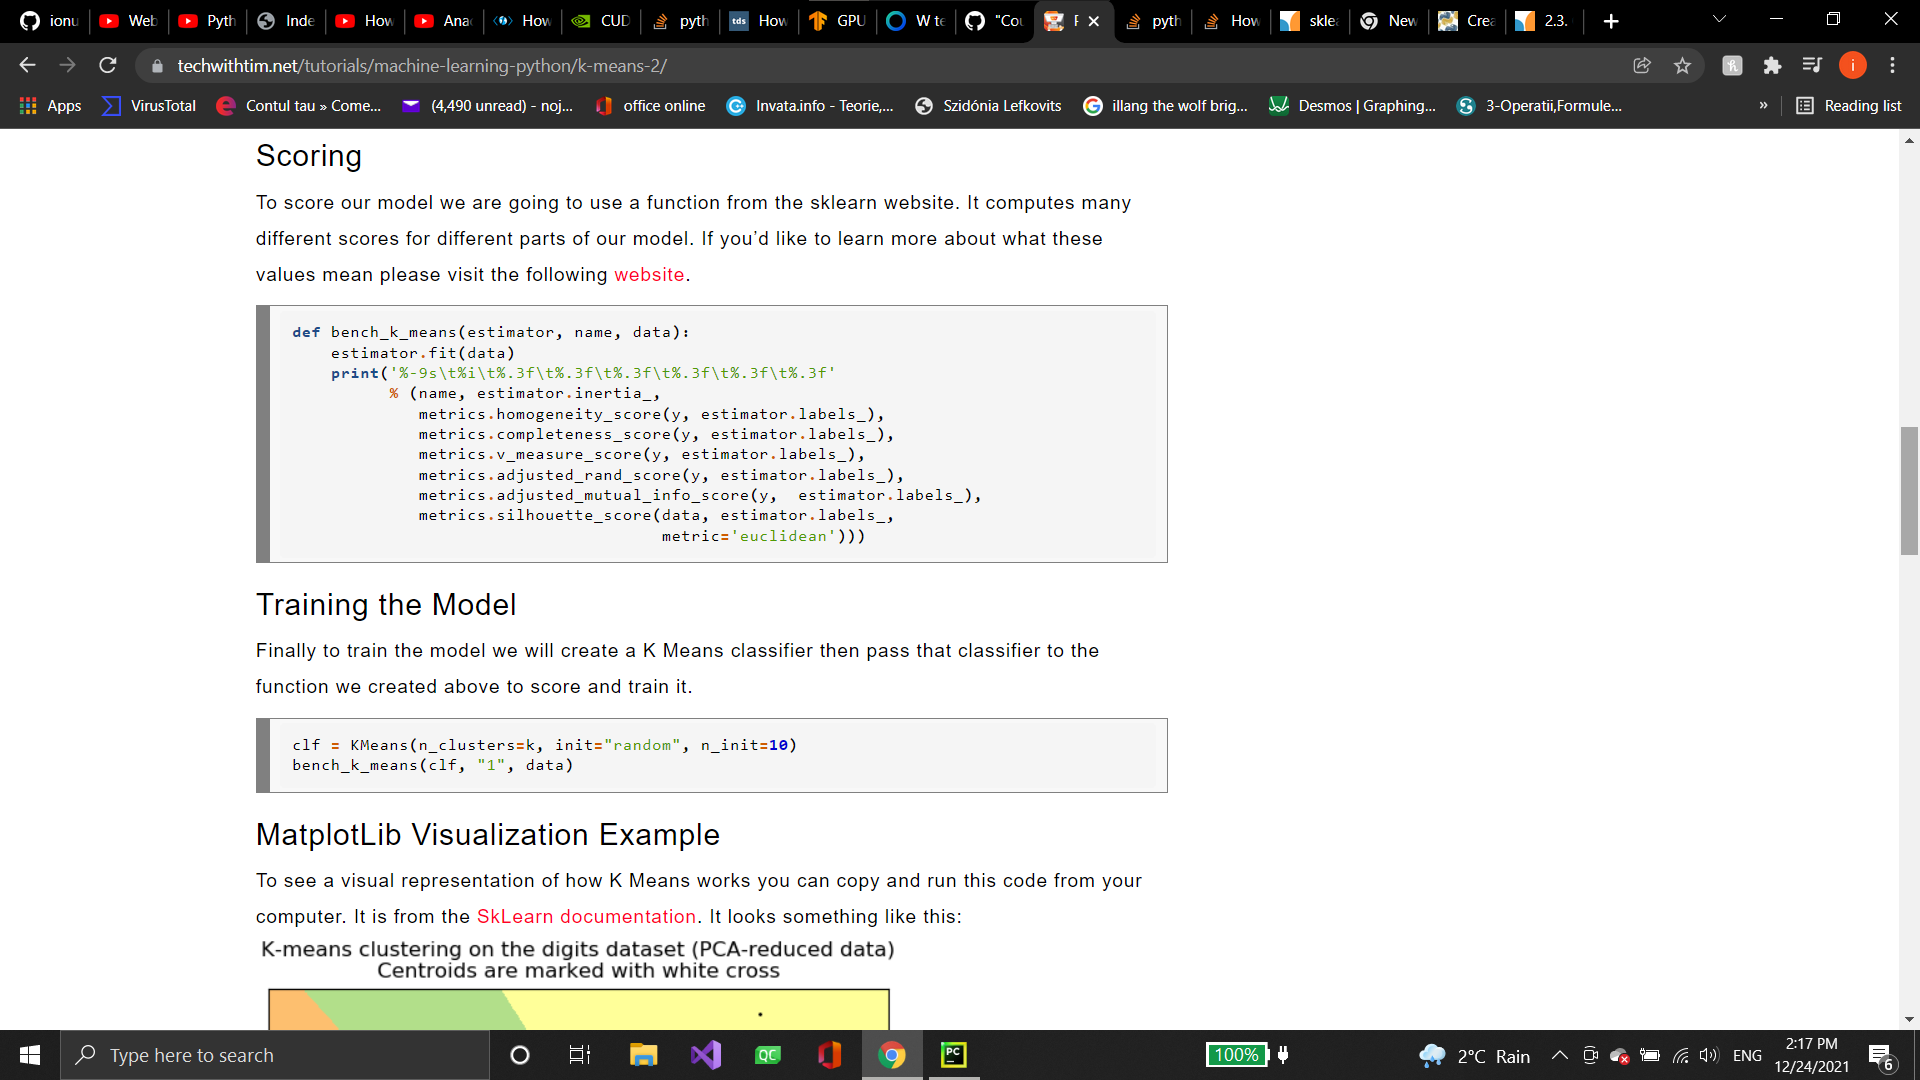 ionu
Web
Pyth
Inde
How
Anac
How
CUD
pyth
tds
How
GPU
W te
"Cou
pyth
How
skle
New
Crea
2.3.
techwithtim.net/tutorials/machine-learning-python/k-means-2/
i
Apps
VirusTotal
Contul tau » Come...
(4,490 unread) - noj...
office online
Invata.info - Teorie,...
Szidónia Lefkovits
illang the wolf brig...
Desmos | Graphing...
3-Operatii,Formule...
»
Reading list
Scoring
To score our model we are going to use a function from the sklearn website. It computes many
different scores for different parts of our model. If you’d like to learn more about what these
values mean please visit the following website.
def bench_k_means(estimator, name, data):
    estimator.fit(data)
    print('%-9s\t%i\t%.3f\t%.3f\t%.3f\t%.3f\t%.3f\t%.3f'
          % (name, estimator.inertia_,
             metrics.homogeneity_score(y, estimator.labels_),
             metrics.completeness_score(y, estimator.labels_),
             metrics.v_measure_score(y, estimator.labels_),
             metrics.adjusted_rand_score(y, estimator.labels_),
             metrics.adjusted_mutual_info_score(y,  estimator.labels_),
             metrics.silhouette_score(data, estimator.labels_,
                                      metric='euclidean')))
Training the Model
Finally to train the model we will create a K Means classifier then pass that classifier to the
function we created above to score and train it.
clf = KMeans(n_clusters=k, init="random", n_init=10)
bench_k_means(clf, "1", data)
MatplotLib Visualization Example
To see a visual representation of how K Means works you can copy and run this code from your
computer. It is from the SkLearn documentation. It looks something like this:
K-means clustering on the digits dataset (PCA-reduced data)
Centroids are marked with white cross
Type here to search
QC
PC
100%
2°C Rain
ENG
2:17 PM
12/24/2021
6